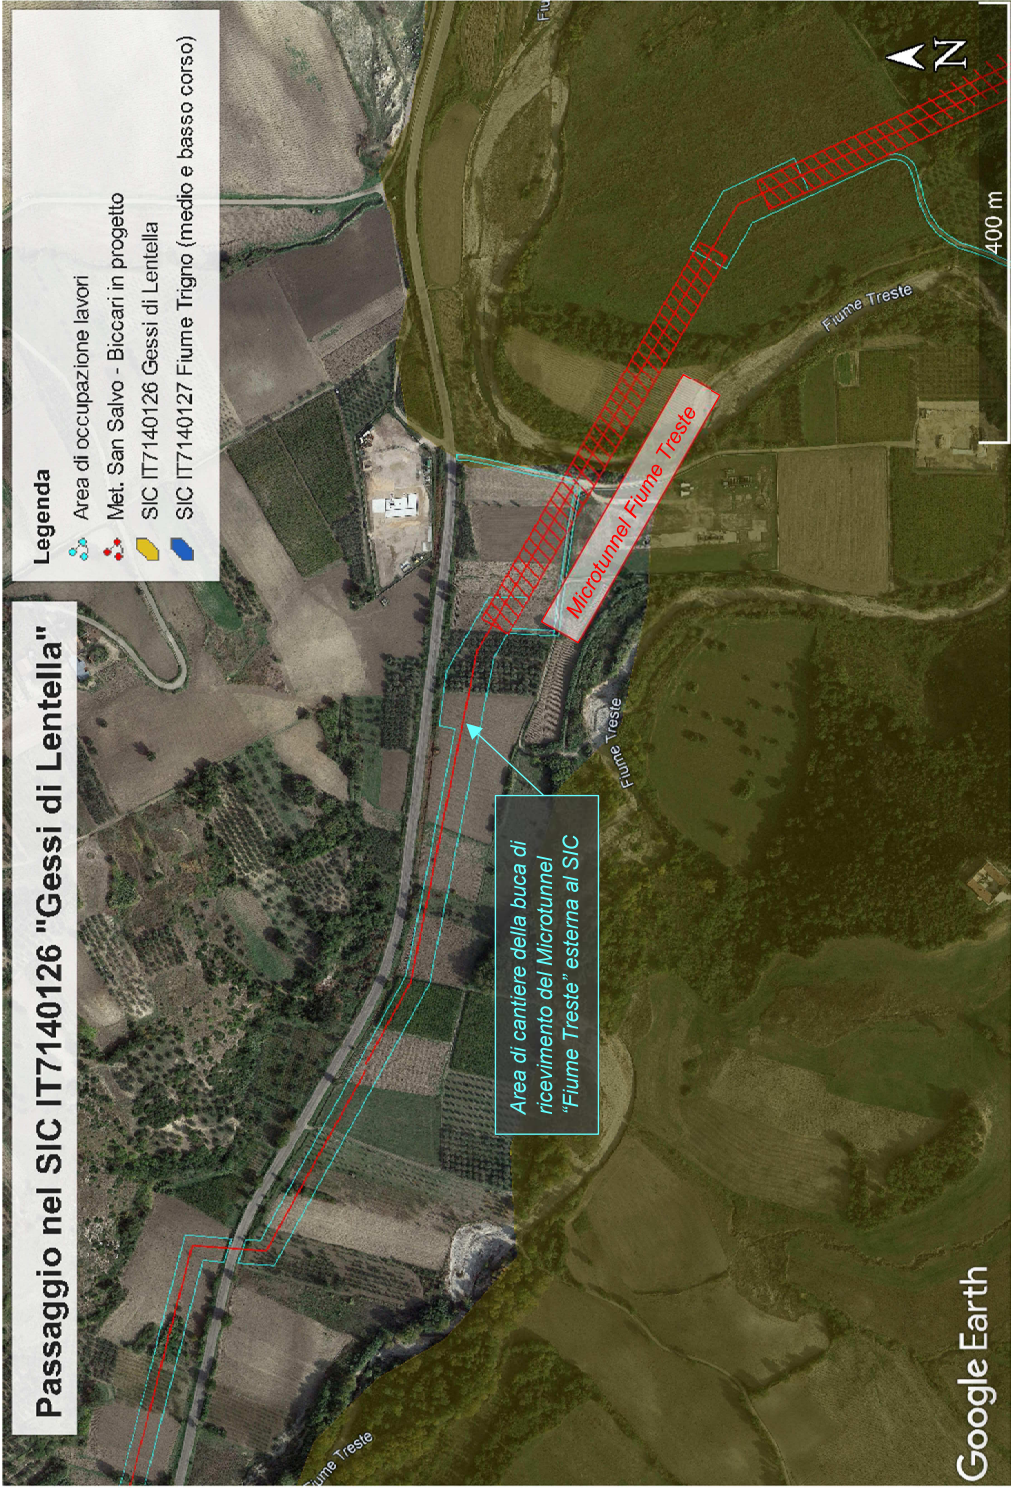 Passaggio nel SIC IT7140126 "Gessi di Lentella"
Legenda
Area di occupazione lavori
Met. San Salvo - Biccari in progetto
SIC IT7140126 Gessi di Lentella
SIC IT7140127 Fiume Trigno (medio e basso corso)
Fiu
N
Fiume Treste
Microtunnel Fiume Treste
Fiume Treste
Area di cantiere della buca di
ricevimento del Microtunnel
“Fiume Treste” esterna al SIC
iume Treste
400 m
Google Earth